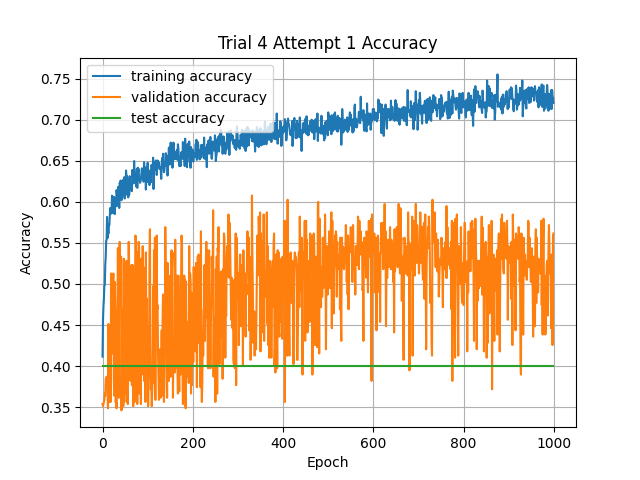 Trial 4 Attempt 1 Accuracy
training accuracy
validation accuracy
test accuracy
Accuracy
0.75
0.70
0.65
0.60
0.55
0.50
0.45
0.40
0.35
0
200
400
600
800
1000
Epoch